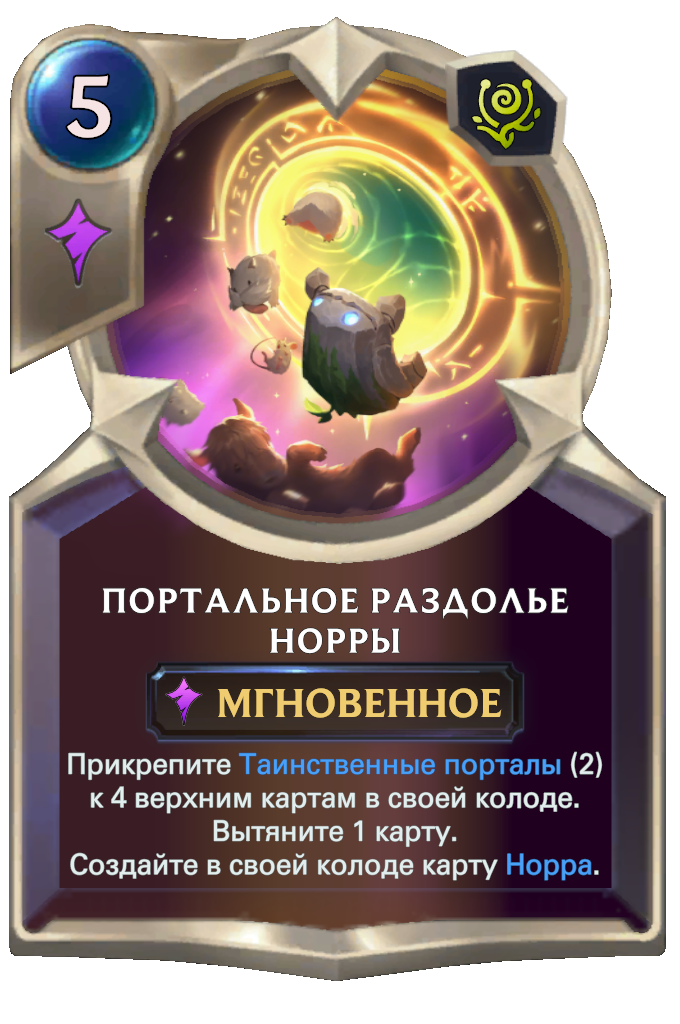 5
ПОРТАЛЬНОЕ РАЗДОЛЬЕ
НОРРЫ
МГНОВЕННОЕ
Прикрепите Таинственные порталы (2)
к 4 верхним картам в своей колоде.
Вытяните 1 карту.
Создайте в своей колоде карту Норра.